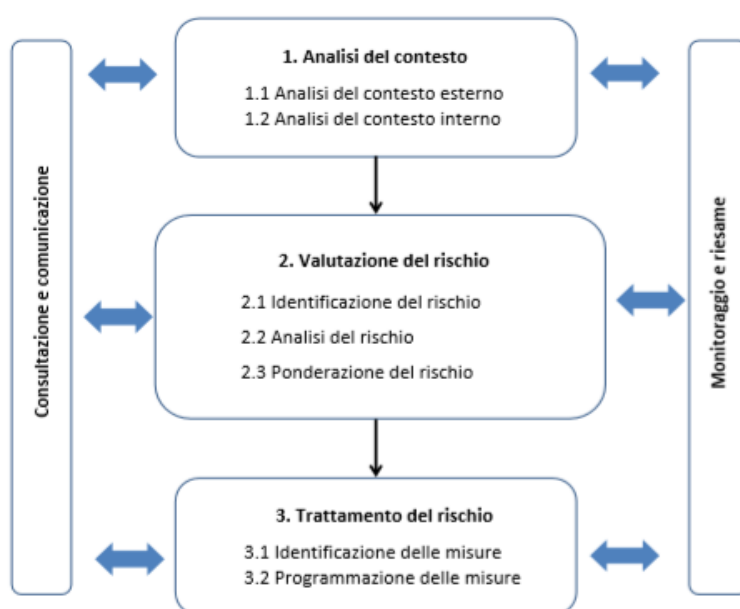 Consultazione e comunicazione
1. Analisi del contesto
1.1 Analisi del contesto esterno
1.2 Analisi del contesto interno
2. Valutazione del rischio
2.1 Identificazione del rischio
2.2 Analisi del rischio
2.3 Ponderazione del rischio
3. Trattamento del rischio
3.1 Identificazione delle misure
3.2 Programmazione delle misure
Monitoraggio e riesame